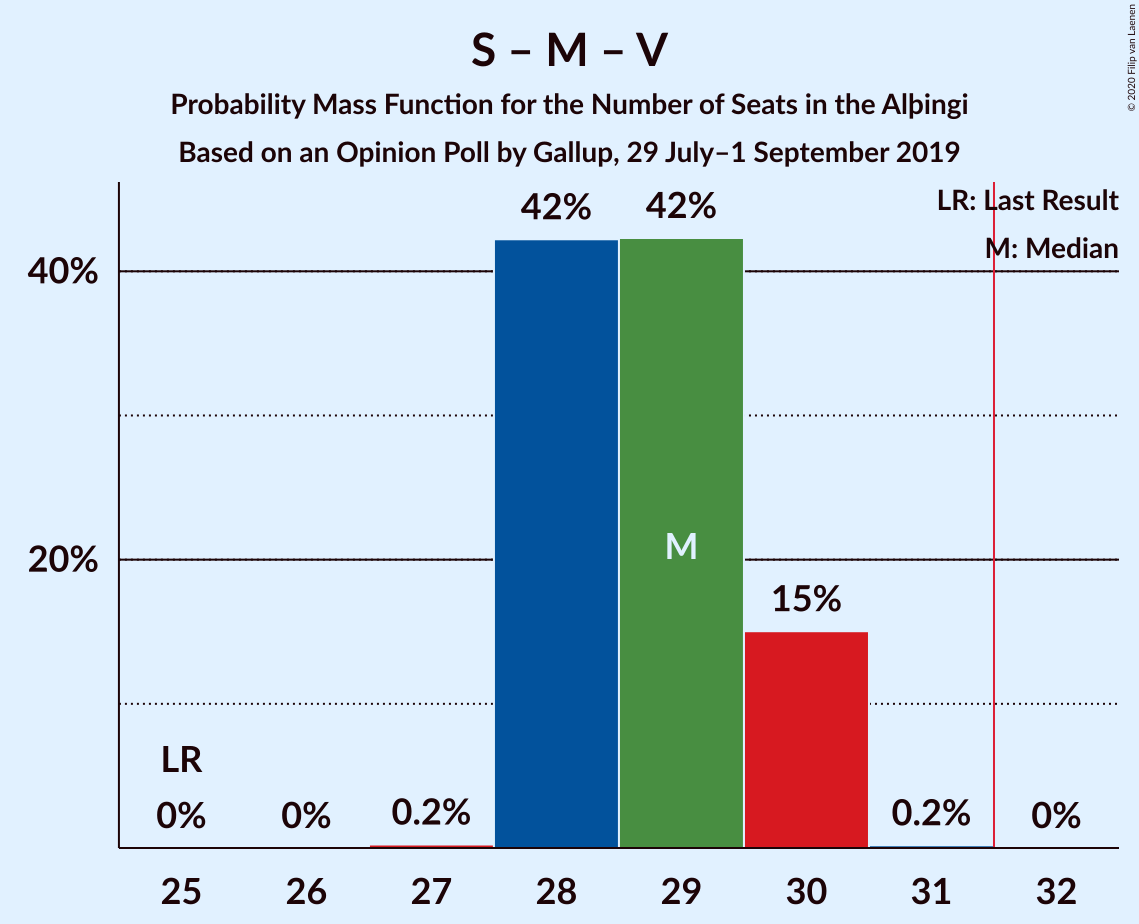 S – M – V
Probability Mass Function for the Number of Seats in the Alþingi
Based on an Opinion Poll by Gallup, 29 July–1 September 2019
© 2020 Filip van Laenen
LR: Last Result
M: Median
42%
42%
40%
M
20%
15%
LR
0%
0%
0.2%
0.2%
0%
25
26
27
28
29
30
31
32